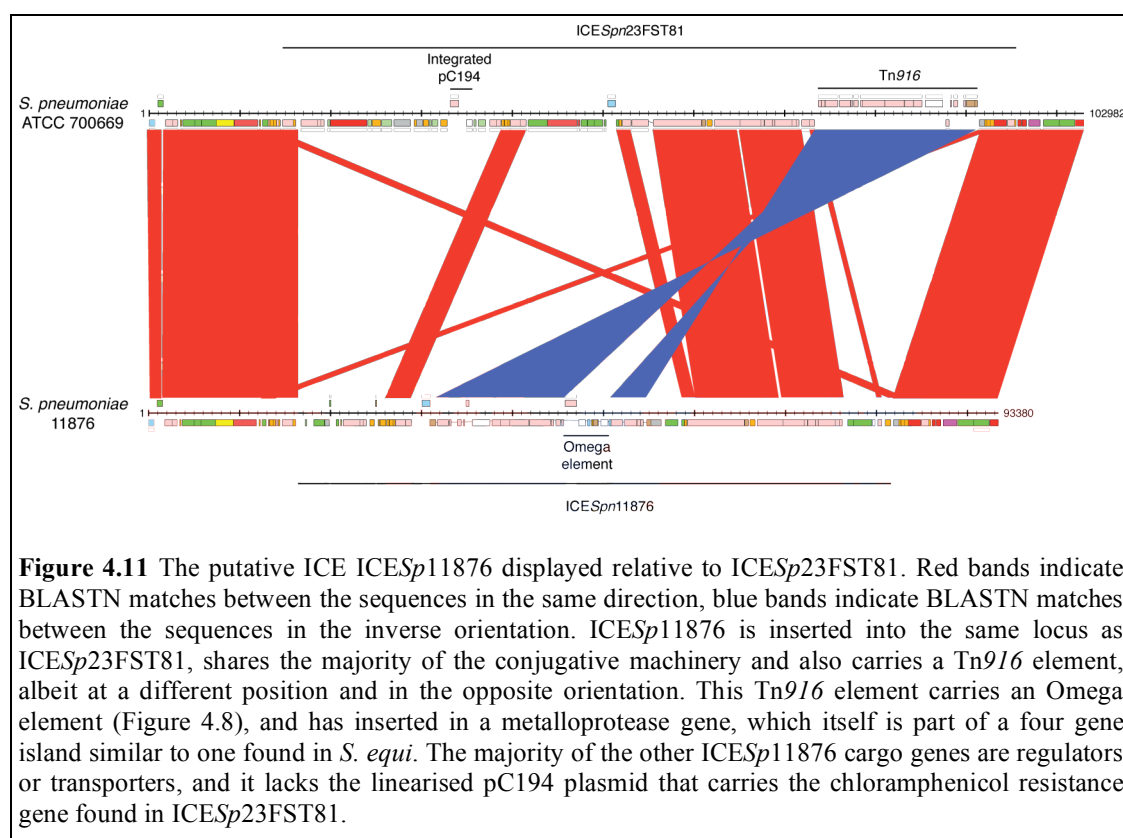 ICESpn23FST81
Integrated
pC194
Tn916
S. pneumoniae
ATCC 700669
1
102982
S. pneumoniae
11876
1
93380
Omega
element
ICESpn11876
Figure 4.11 The putative ICE ICESp11876 displayed relative to ICESp23FST81. Red bands indicate
BLASTN matches between the sequences in the same direction, blue bands indicate BLASTN matches
between the sequences in the inverse orientation. ICESp11876 is inserted into the same locus as
ICESp23FST81, shares the majority of the conjugative machinery and also carries a Tn916 element,
albeit at a different position and in the opposite orientation. This Tn916 element carries an Omega
element (Figure 4.8), and has inserted in a metalloprotease gene, which itself is part of a four gene
island similar to one found in S. equi. The majority of the other ICESp11876 cargo genes are regulators
or transporters, and it lacks the linearised pC194 plasmid that carries the chloramphenicol resistance
gene found in ICESp23FST81.